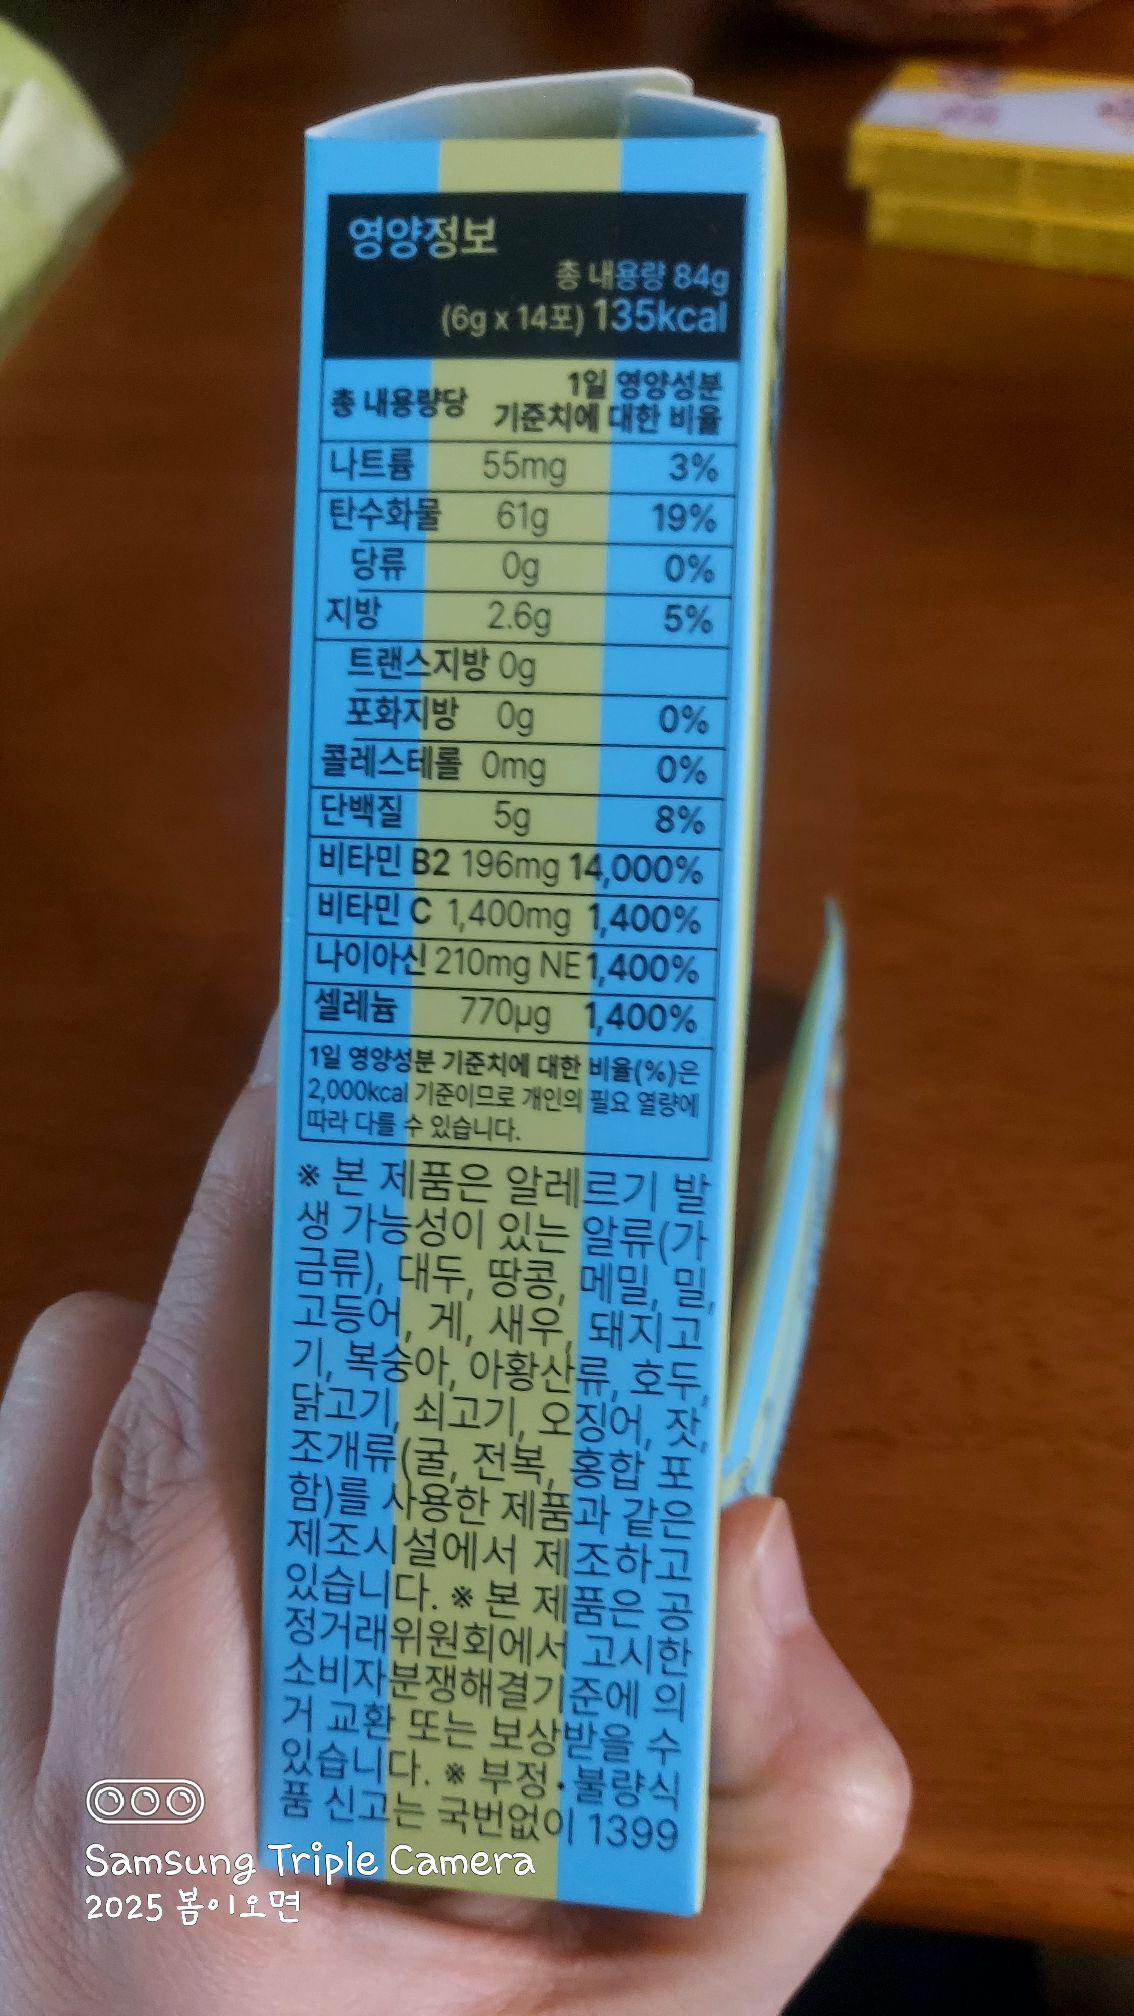 영양정보
총 내용량 84g
(6g x 14포) 135kcal
총 내용량당 1일 영양성분
기준치에 대한 비율
나트륨 55mg 3%
탄수화물 61g 19%
당류 0g 0%
지방 2.6g 5%
트랜스지방 0g
포화지방 0g 0%
콜레스테롤 0mg 0%
단백질 5g 8%
비타민 B2 196mg 14,000%
비타민 C 1,400mg 1,400%
나이아신 210mg NE 1,400%
셀레늄 770μg 1,400%
1일 영양성분 기준치에 대한 비율(%)은
2,000kcal 기준이므로 개인의 필요 열량에
따라 다를 수 있습니다.
※ 본 제품은 알레르기 발
생 가능성이 있는 알류(가
금류), 대두, 땅콩, 메밀, 밀,
고등어, 게, 새우, 돼지고
기, 복숭아, 아황산류, 호두,
닭고기, 쇠고기, 오징어, 잣,
조개류(굴, 전복, 홍합 포
함)를 사용한 제품과 같은
제조시설에서 제조하고
있습니다. ※ 본 제품은 공
정거래위원회에서 고시한
소비자분쟁해결기준에 의
거 교환 또는 보상받을 수
있습니다. ※ 부정·불량식
품 신고는 국번없이 1399
Samsung Triple Camera
2025 봄이오면